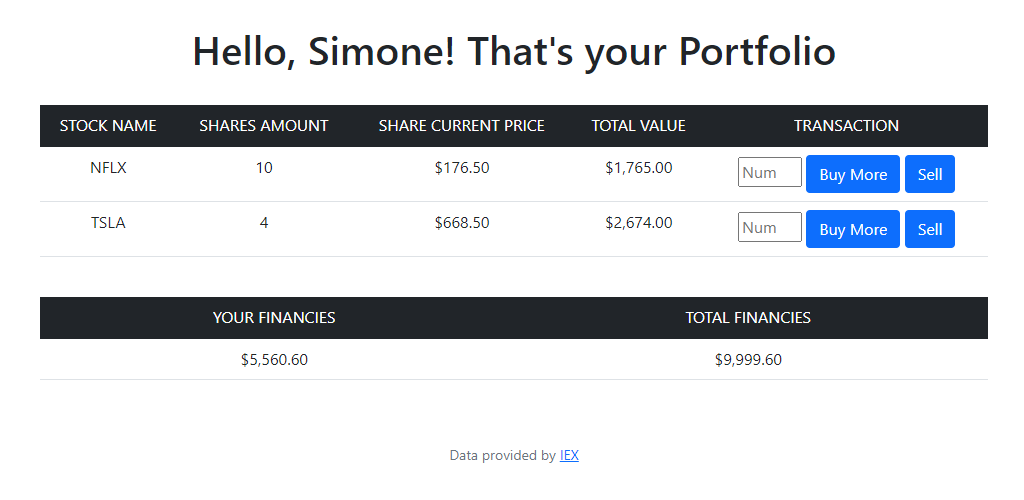 Hello, Simone! That's your Portfolio
STOCK NAME SHARES AMOUNT SHARE CURRENT PRICE TOTAL VALUE TRANSACTION
NFLX 10 $176.50 $1,765.00 Num Buy More Sell
TSLA 4 $668.50 $2,674.00 Num Buy More Sell
YOUR FINANCIES TOTAL FINANCIES
$5,560.60 $9,999.60
Data provided by IEX